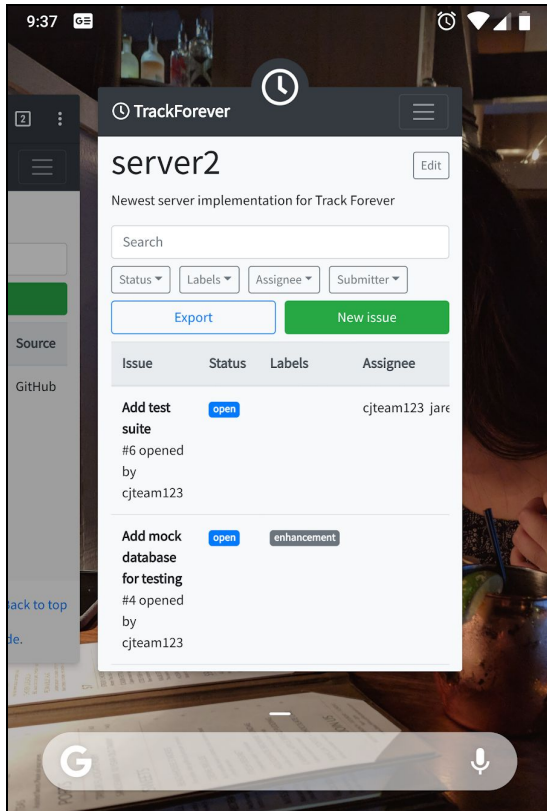 9:37 GE
2
TrackForever
server2
Edit
Newest server implementation for Track Forever
Search
Status Labels Assignee Submitter
Export New issue
Source
Issue Status Labels Assignee
GitHub
Add test open cjteam123 jare
suite
#6 opened
by
cjteam123
Add mock open enhancement
database
for testing
#4 opened
by
cjteam123
Back to top
de.
G